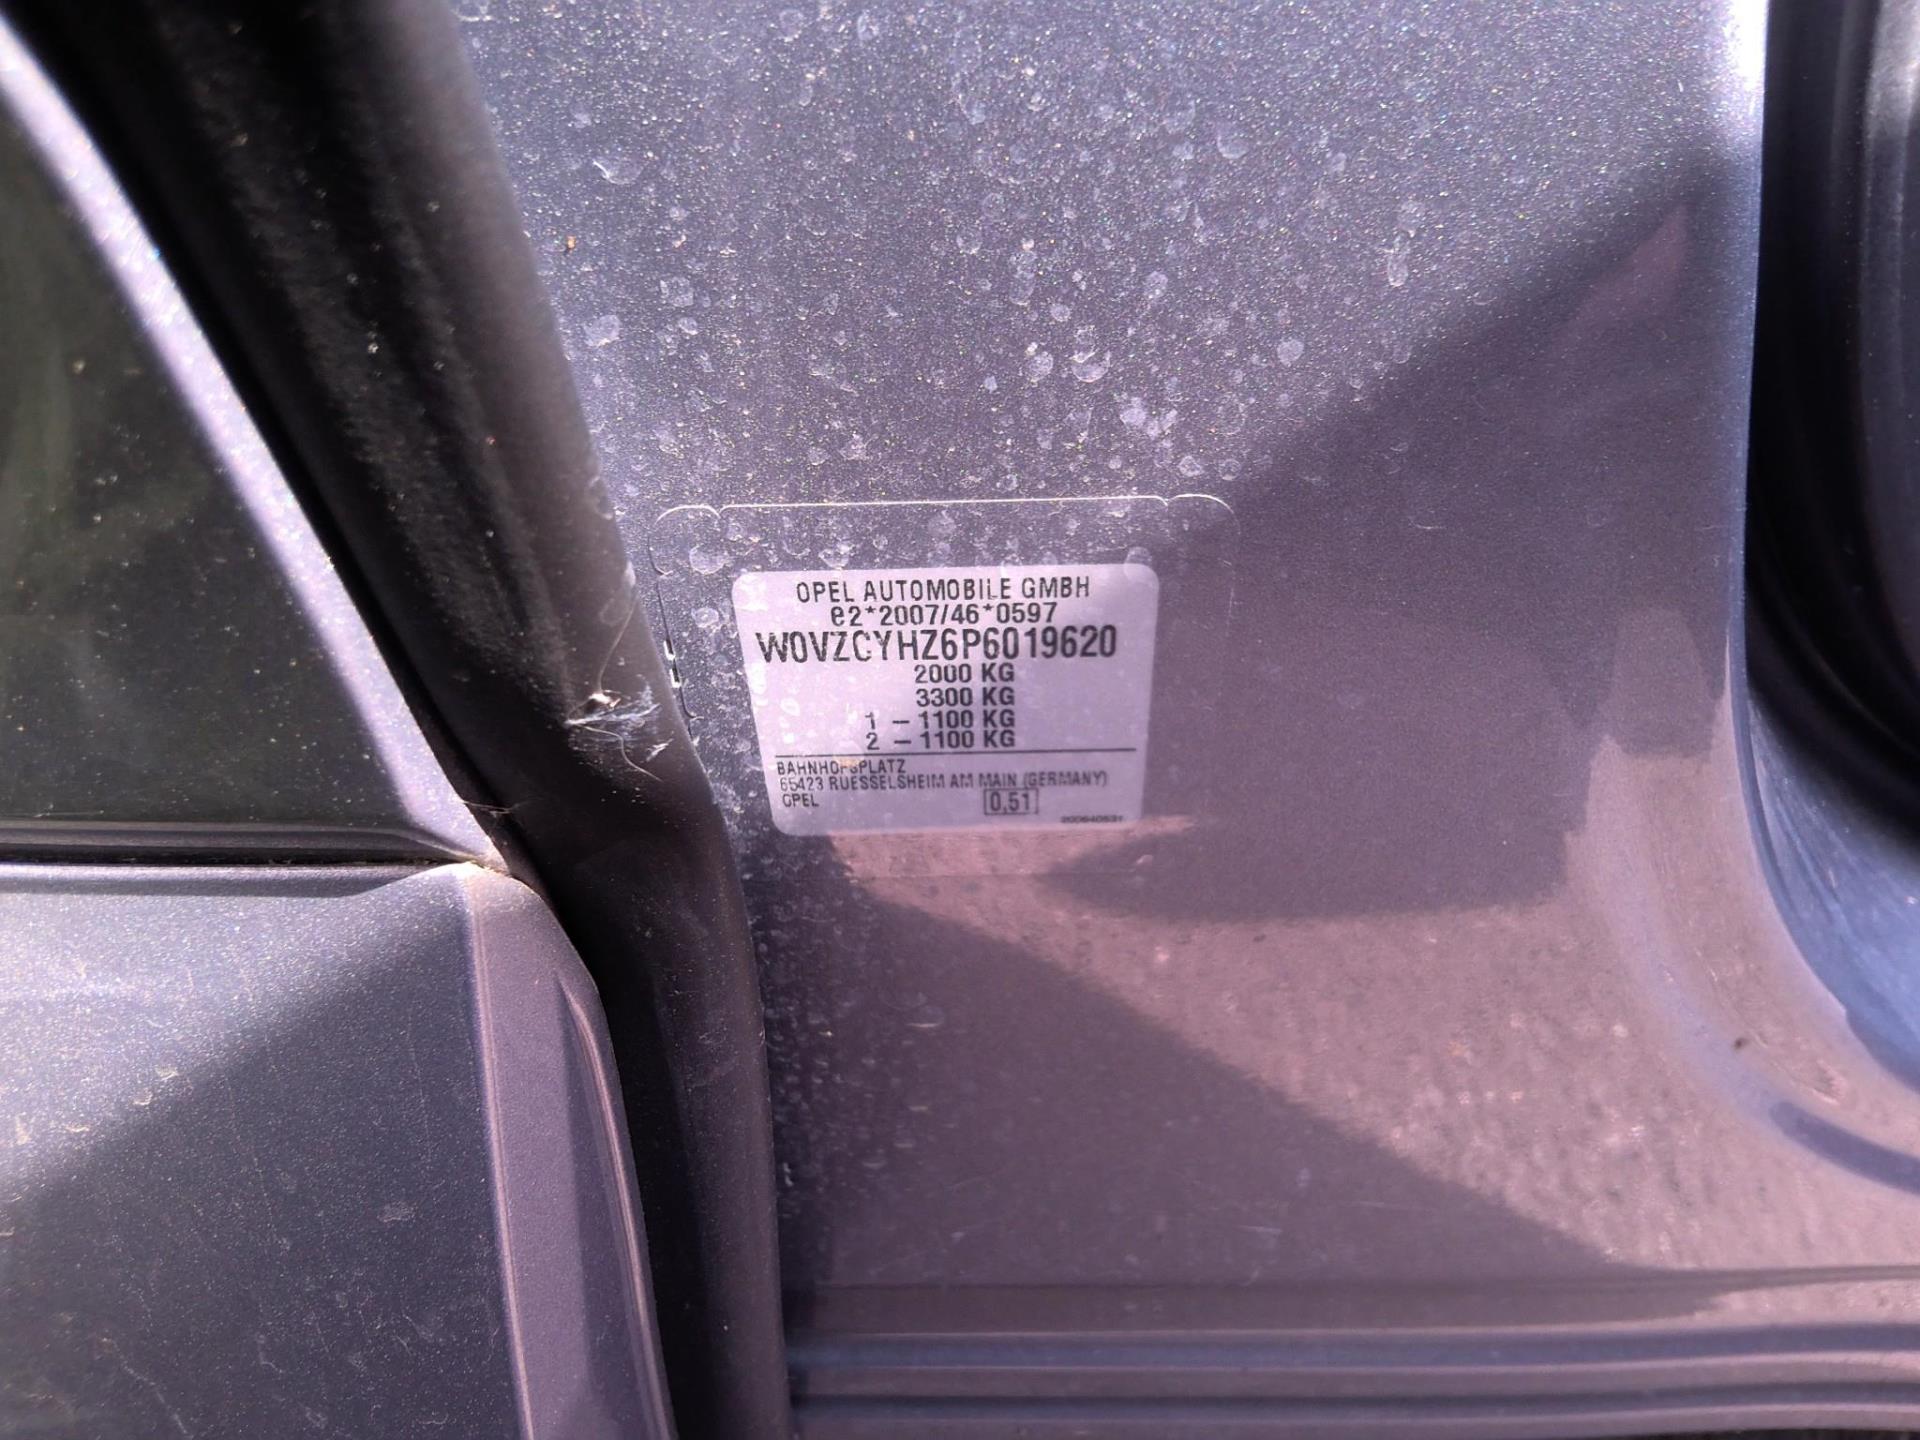 OPEL AUTOMOBILE GMBH
e2*2007/46*0597
W0VZCYHZ6P6019620
2000 KG
3300 KG
1 – 1100 KG
2 – 1100 KG
BAHNHOFSPLATZ
65423 RUESSELSHEIM AM MAIN (GERMANY)
OPEL 0,51